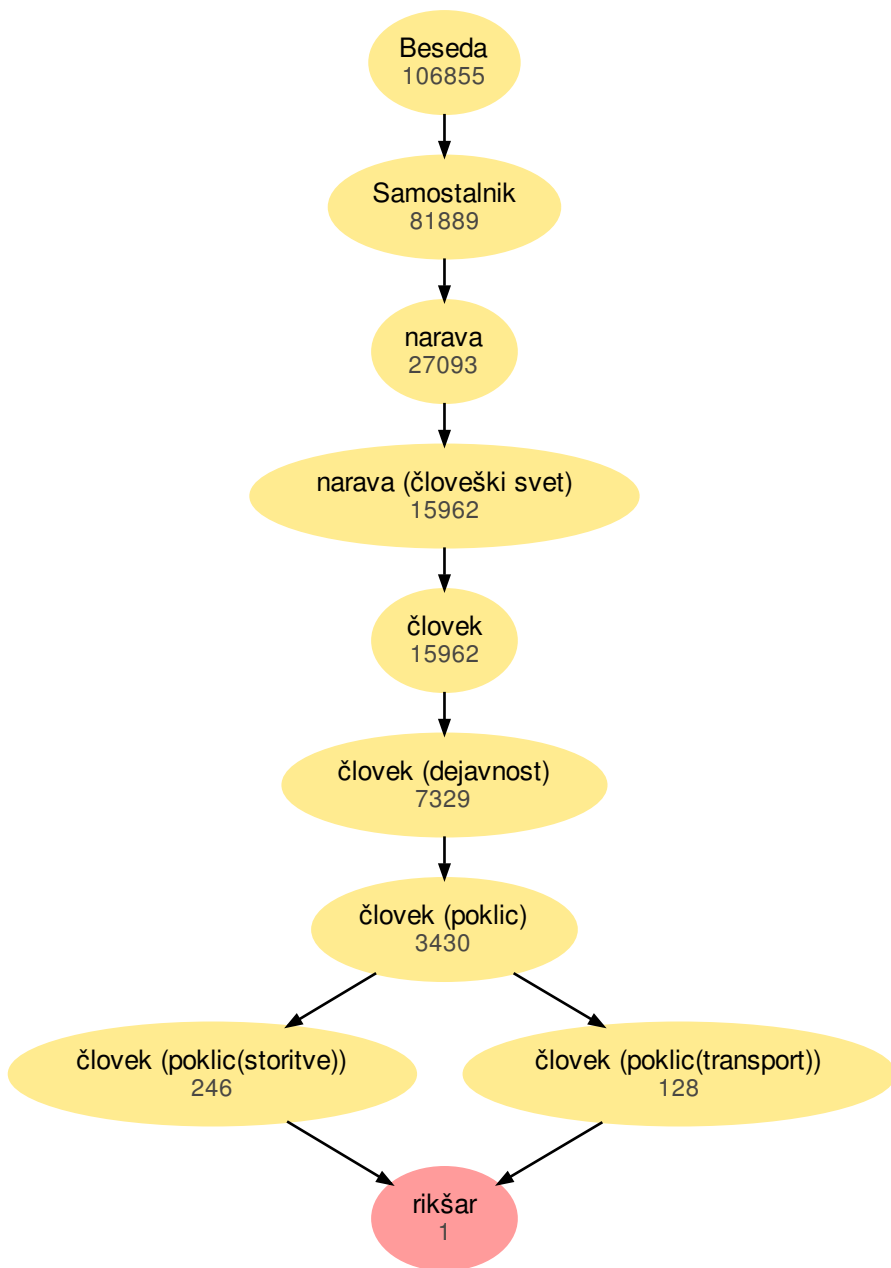 Beseda
106855
Samostalnik
81889
narava
27093
narava (človeški svet)
15962
človek
15962
človek (dejavnost)
7329
človek (poklic)
3430
človek (poklic(storitve))
246
človek (poklic(transport))
128
rikšar
1